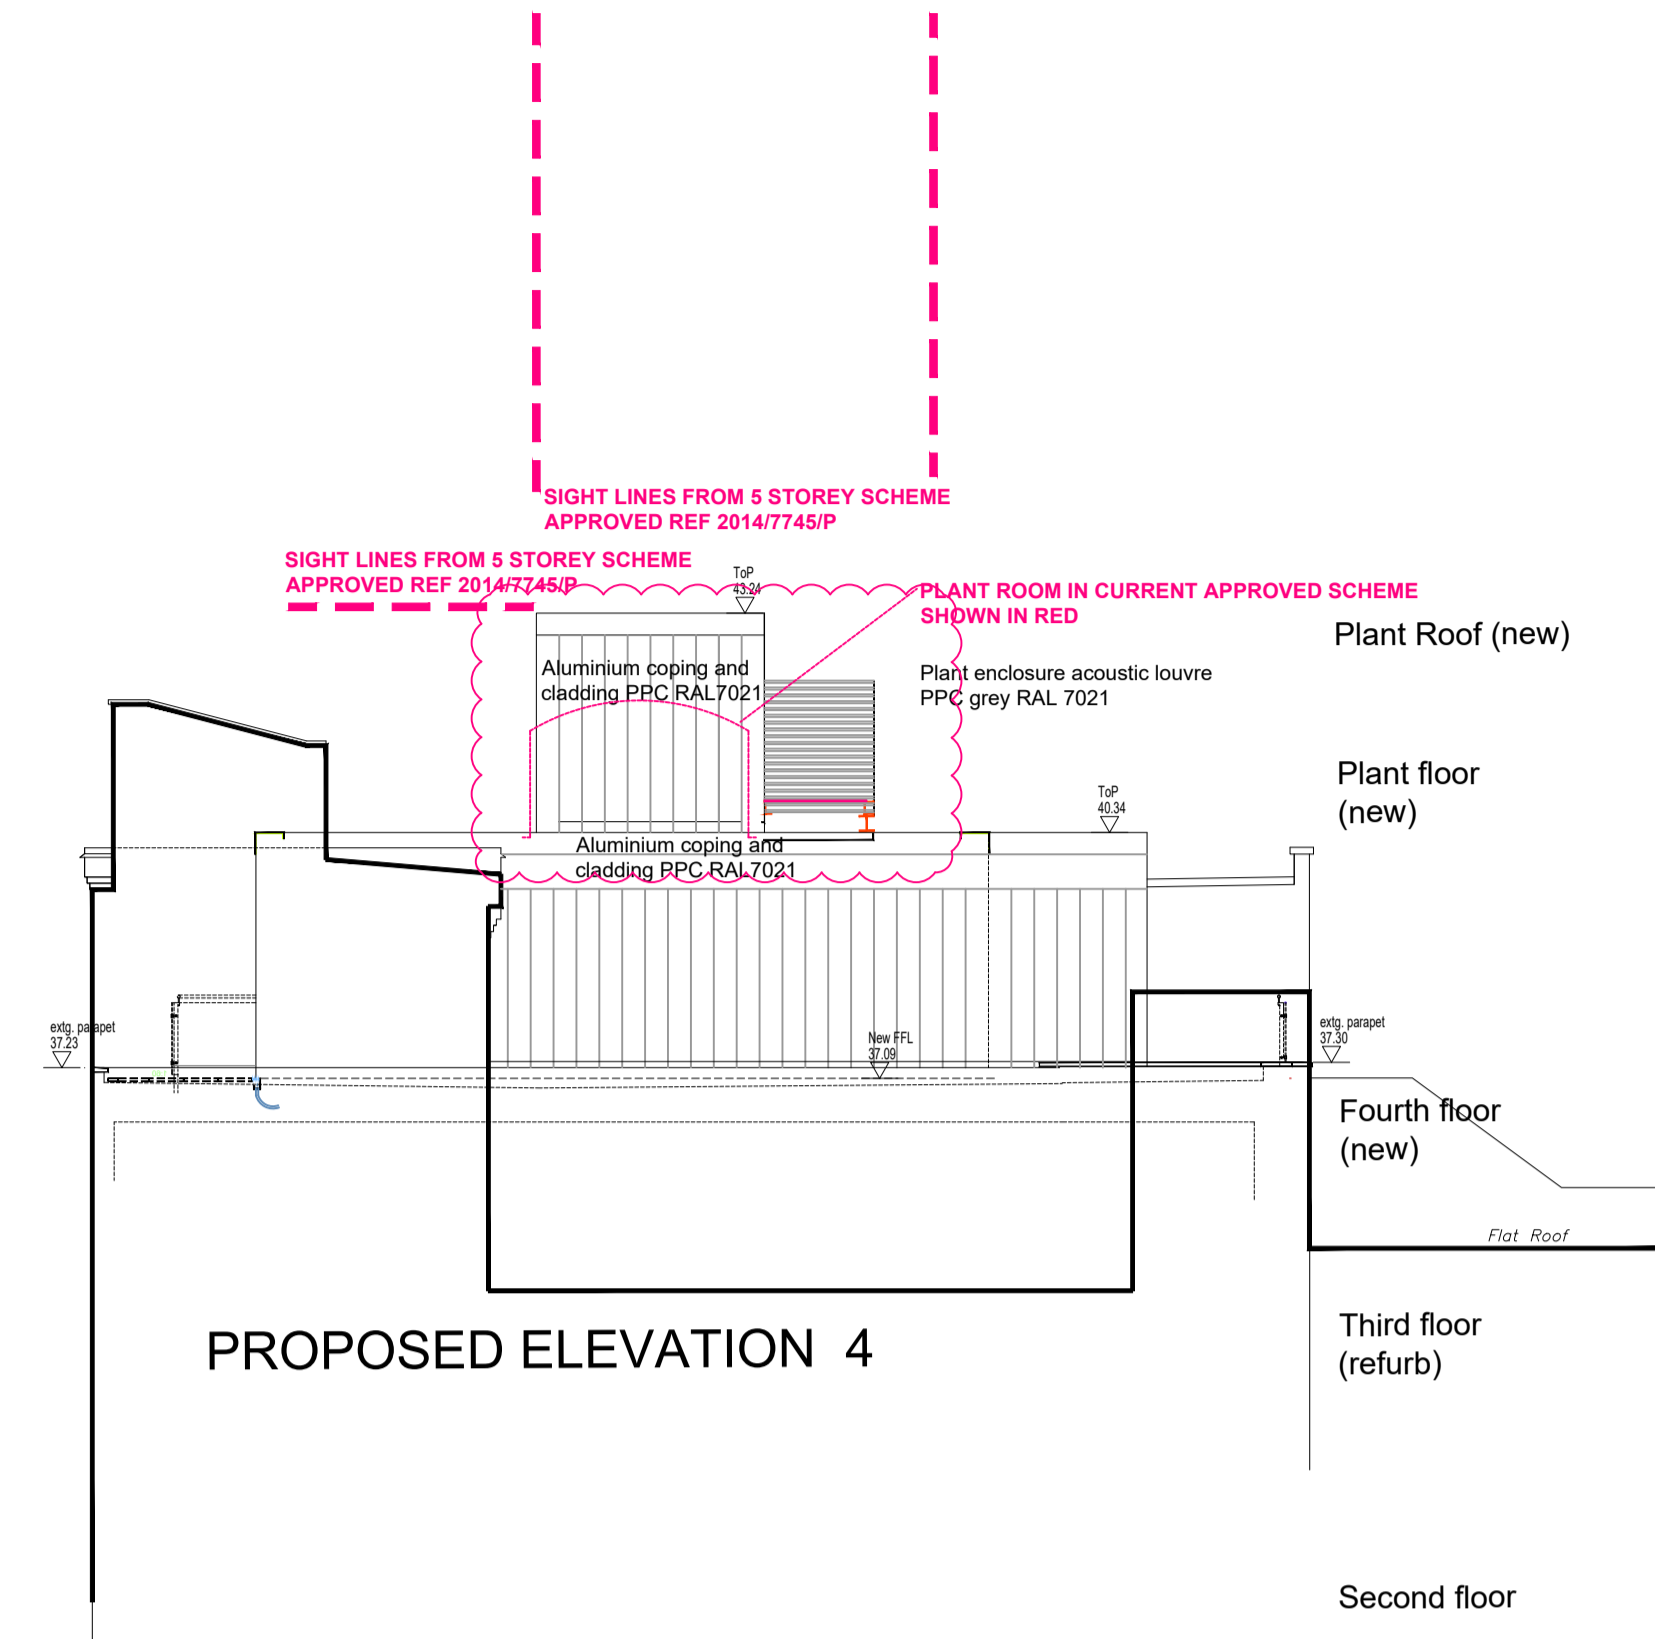 SIGHT LINES FROM 5 STOREY SCHEME
APPROVED REF 2014/7745/P
SIGHT LINES FROM 5 STOREY SCHEME
APPROVED REF 2014/7745/P
ToP
43.24
PLANT ROOM IN CURRENT APPROVED SCHEME
SHOWN IN RED
Plant Roof (new)
Aluminium coping and
cladding PPC RAL7021
Plant enclosure acoustic louvre
PPC grey RAL 7021
Plant floor
(new)
ToP
40.34
Aluminium coping and
cladding PPC RAL7021
extg. parapet
37.23
New FFL
37.09
extg. parapet
37.30
Fourth floor
(new)
Flat Roof
PROPOSED ELEVATION 4
Third floor
(refurb)
Second floor